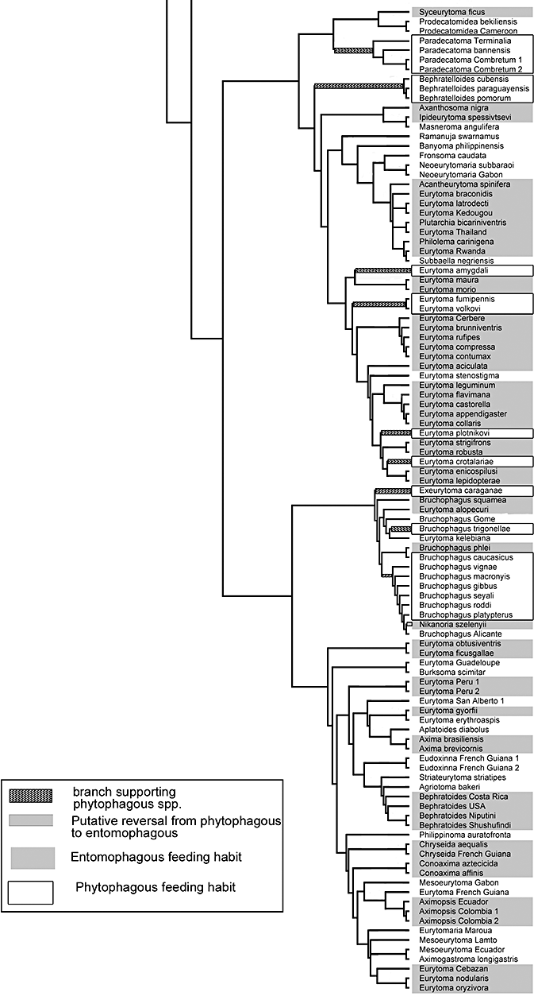 Syceurytoma ficus
Prodecatomidea bekiliensis
Prodecatomidea Cameroon
Paradecatoma Terminalia
Paradecatoma bannensis
Paradecatoma Combretum 1
Paradecatoma Combretum 2
Bephratelloides cubensis
Bephratelloides paraguayensis
Bephratelloides pomorum
Axanthosoma nigra
Ipideurytoma spessivtsevi
Masneroma angulifera
Ramanuja swarnamus
Banyoma philippinensis
Fronsoma caudata
Neoeurytomaria subbaraoi
Neoeurytomaria Gabon
Acantheurytoma spinifera
Eurytoma braconidis
Eurytoma latrodecti
Eurytoma Kedougou
Plutarchia bicariniventris
Eurytoma Thailand
Philolema carinigena
Eurytoma Rwanda
Subbaella negriensis
Eurytoma amygdali
Eurytoma maura
Eurytoma morio
Eurytoma fumipennis
Eurytoma volkovi
Eurytoma Cerbere
Eurytoma brunniventris
Eurytoma rufipes
Eurytoma compressa
Eurytoma contumax
Eurytoma aciculata
Eurytoma stenostigma
Eurytoma leguminum
Eurytoma flavimana
Eurytoma castorella
Eurytoma appendigaster
Eurytoma collaris
Eurytoma plotnikovi
Eurytoma strigifrons
Eurytoma robusta
Eurytoma crotalariae
Eurytoma enicospilusi
Eurytoma lepidopterae
Exeurytoma caraganae
Bruchophagus squamea
Eurytoma alopecuri
Bruchophagus Gome
Bruchophagus trigonellae
Eurytoma kelebiana
Bruchophagus phlei
Bruchophagus caucasicus
Bruchophagus vignae
Bruchophagus macronyis
Bruchophagus gibbus
Bruchophagus seyali
Bruchophagus roddi
Bruchophagus platypterus
Nikanoria szelenyii
Bruchophagus Alicante
Eurytoma obtusiventris
Eurytoma ficusgallae
Eurytoma Guadeloupe
Burksoma scimitar
Eurytoma Peru 1
Eurytoma Peru 2
Eurytoma San Alberto 1
Eurytoma gyorfii
Eurytoma erythroaspis
Aplatoides diabolus
Axima brasiliensis
Axima brevicornis
Eudoxinna French Guiana 1
Eudoxinna French Guiana 2
Striateurytoma striatipes
Agriotoma bakeri
Bephratoides Costa Rica
Bephratoides USA
Bephratoides Niputini
Bephratoides Shushufindi
Philippinoma auratofronta
Chryseida aequalis
Chryseida French Guiana
Conoaxima aztecicida
Conoaxima affinis
Mesoeurytoma Gabon
Eurytoma French Guiana
Aximopsis Ecuador
Aximopsis Colombia 1
Aximopsis Colombia 2
Eurytomaria Maroua
Mesoeurytoma Lamto
Mesoeurytoma Ecuador
Aximogastroma longigastris
Eurytoma Cebazan
Eurytoma nodularis
Eurytoma oryzivora
branch supporting
phytophagous spp.
Putative reversal from phytophagous
to entomophagous
Entomophagous feeding habit
Phytophagous feeding habit